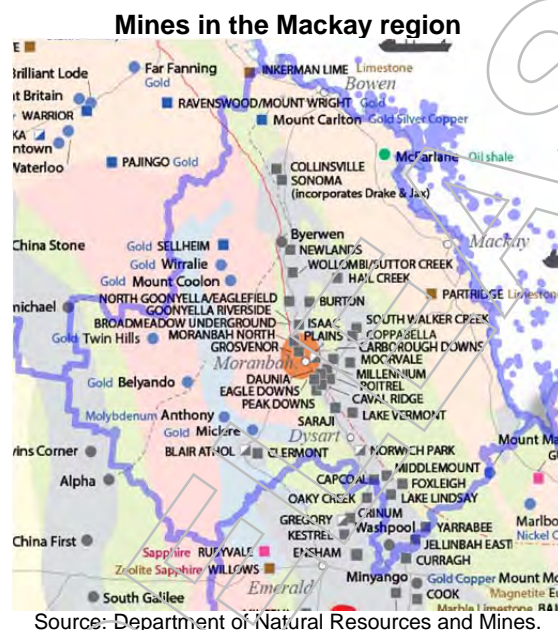 Mines in the Mackay region
Brilliant Lode
Far Fanning
Gold
INKERMAN LIME Limestone
Bowen
Britain
WARRIOR
RAVENSWOOD/MOUNT WRIGHT Gold
Mount Carlton Gold Silver Copper
Waterloo
McFarlane Oil shale
PAJINGO Gold
COLLINSVILLE
SONOMA
(incorporates Drake & Jax)
Byerwen
Mackay
China Stone
Gold SELLHEIM
NEWLANDS
Gold Wirralie
WOLLOMBI/SUTTOR CREEK
Gold Mount Coolon
HAIL CREEK
NORTH GOONYELLA/EAGLEFIELD
BURTON
PARTRIDGE Limestone
michael
GOONYELLA RIVERSIDE
BROADMEADOW UNDERGROUND
ISAAC
PLAINS
SOUTH WALKER CREEK
Gold Twin Hills
MORANBAH NORTH
COPPABELLA
GROSVENOR
CARBOROUGH DOWNS
Moranbah
MOORVALE
MILLENNIUM
Gold Belyando
DAUNIA
POITREL
EAGLE DOWNS
CAVAL RIDGE
PEAK DOWNS
LAKE VERMONT
Molybdenum Anthony
SARAJI
Gold Mickere
Dysart
BLAIR ATHOL
CLERMONT
NORWICH PARK
MIDDLEMOUNT
Alpha
CAPCOAL
FOXLEIGH
OAKY CREEK
LAKE LINDSAY
GREGORY
CRINUM
Washpool
YARRABEE
KESTREL
China First
JELLINBAH EAST
Sapphire RUBYVALE
ENSHAM
CURRAGH
Zeolite Sapphire WILLOWS
Minyango
Gold Copper Mount
Emerald
COOK
Magnetite
South Galilee
Marble Limestone
Source: Department of Natural Resources and Mines.